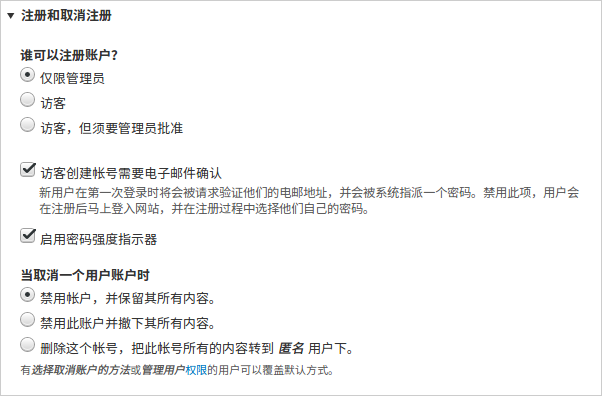 注册和取消注册
谁可以注册账户?
仅限管理员
访客
访客，但须要管理员批准
访客创建帐号需要电子邮件确认
新用户在第一次登录时将会被请求验证他们的电邮地址，并会被系统指派一个密码。禁用此项，用户会
在注册后马上登入网站，并在注册过程中选择他们自己的密码。
启用密码强度指示器
当取消一个用户账户时
禁用帐户，并保留其所有内容。
禁用此账户并撤下其所有内容。
删除这个帐号，把此帐号所有的内容转到 匿名 用户下。
有选择取消账户的方法或管理用户权限的用户可以覆盖默认方式。